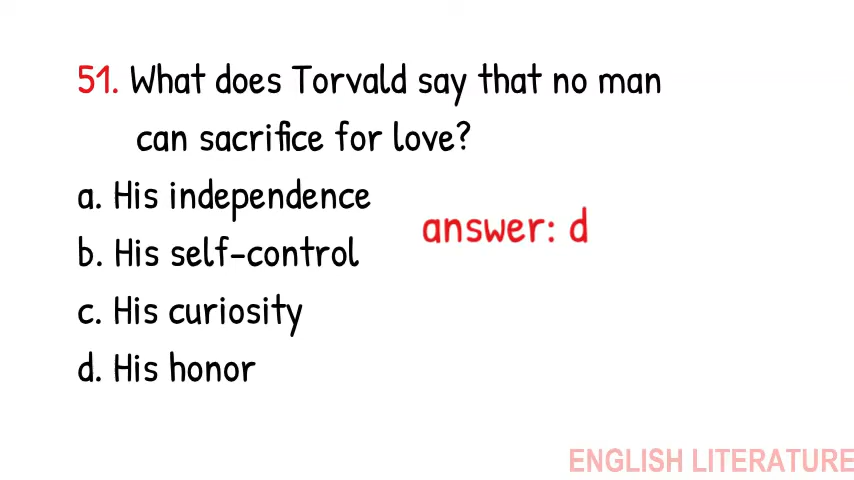 51. What does Torvald say that no man
can sacrifice for love?
a. His independence
answer: d
b. His self-control
c. His curiosity
d. His honor
ENGLISH LITERATURE